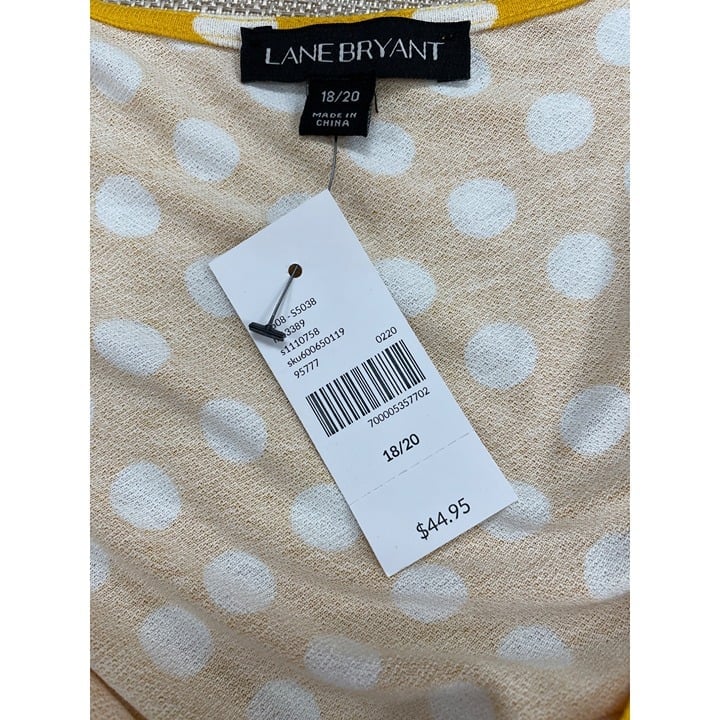 LANE BRYANT
18/20
MADE IN
CHINA
S5038
s1110758
sku600650119
95777
0220
700005357702
18/20
$44.95